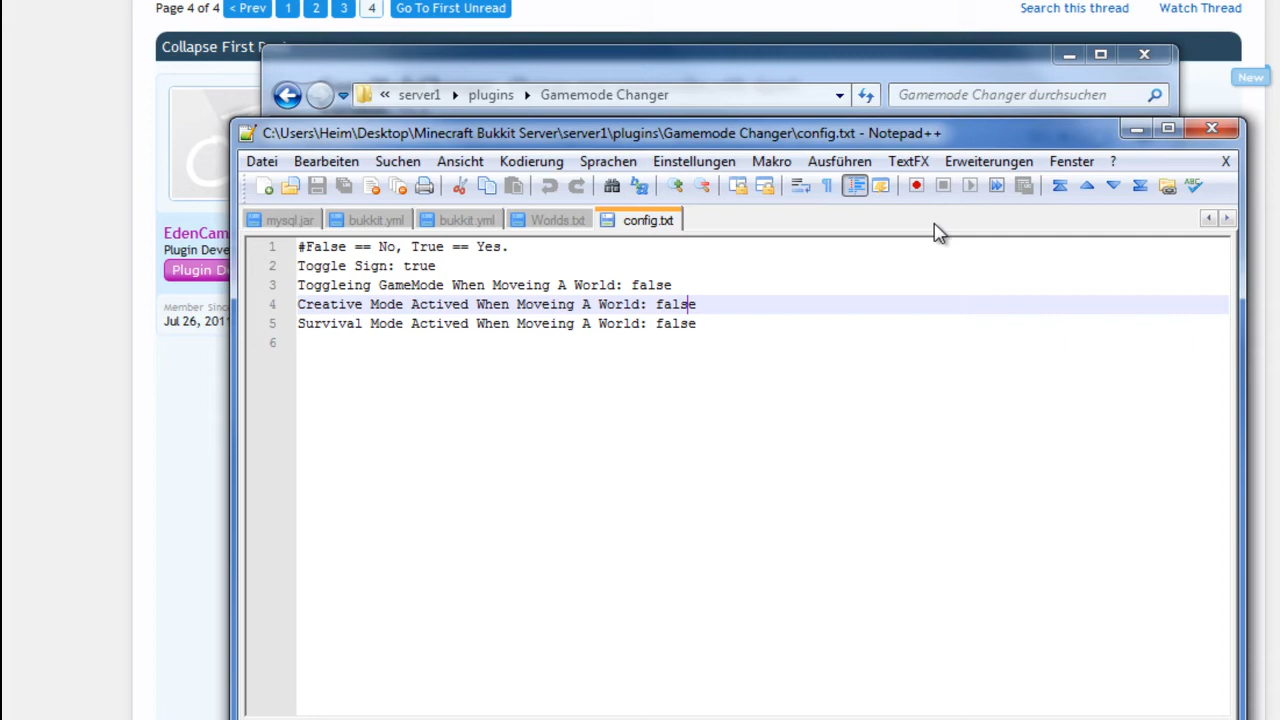 Page 4 of 4 < Prev 1 2 3 4 Go To First Unread Search this thread Watch Thread
Collapse First
New
« server1 plugins Gamemode Changer Gamemode Changer durchsuchen
C:\Users\Heim\Desktop\Minecraft Bukkit Server\server1\plugins\Gamemode Changer\config.txt - Notepad++
Datei Bearbeiten Suchen Ansicht Kodierung Sprachen Einstellungen Makro Ausführen TextFX Erweiterungen Fenster ? X
mysql.jar bukkit.yml bukkit.yml Worlds.txt config.txt
EdenCam
Plugin Deve
Plugin D
Member Since
Jul 26, 2011
1 #False == No, True == Yes.
2 Toggle Sign: true
3 Toggleing GameMode When Moveing A World: false
4 Creative Mode Actived When Moveing A World: false
5 Survival Mode Actived When Moveing A World: false
6